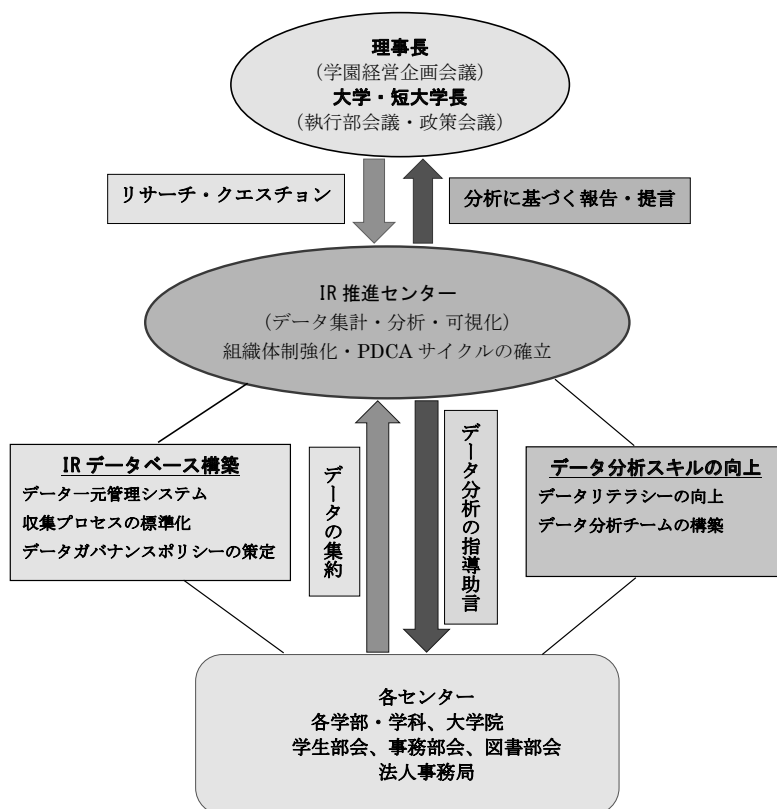 理事長
（学園経営企画会議）
大学・短大学長
（執行部会議・政策会議）
リサーチ・クエスチョン
分析に基づく報告・提言
IR 推進センター
（データ集計・分析・可視化）
組織体制強化・PDCA サイクルの確立
IR データベース構築
データ一元管理システム
収集プロセスの標準化
データガバナンスポリシーの策定
データの集約
データ分析の指導助言
データ分析スキルの向上
データリテラシーの向上
データ分析チームの構築
各センター
各学部・学科、大学院
学生部会、事務部会、図書部会
法人事務局